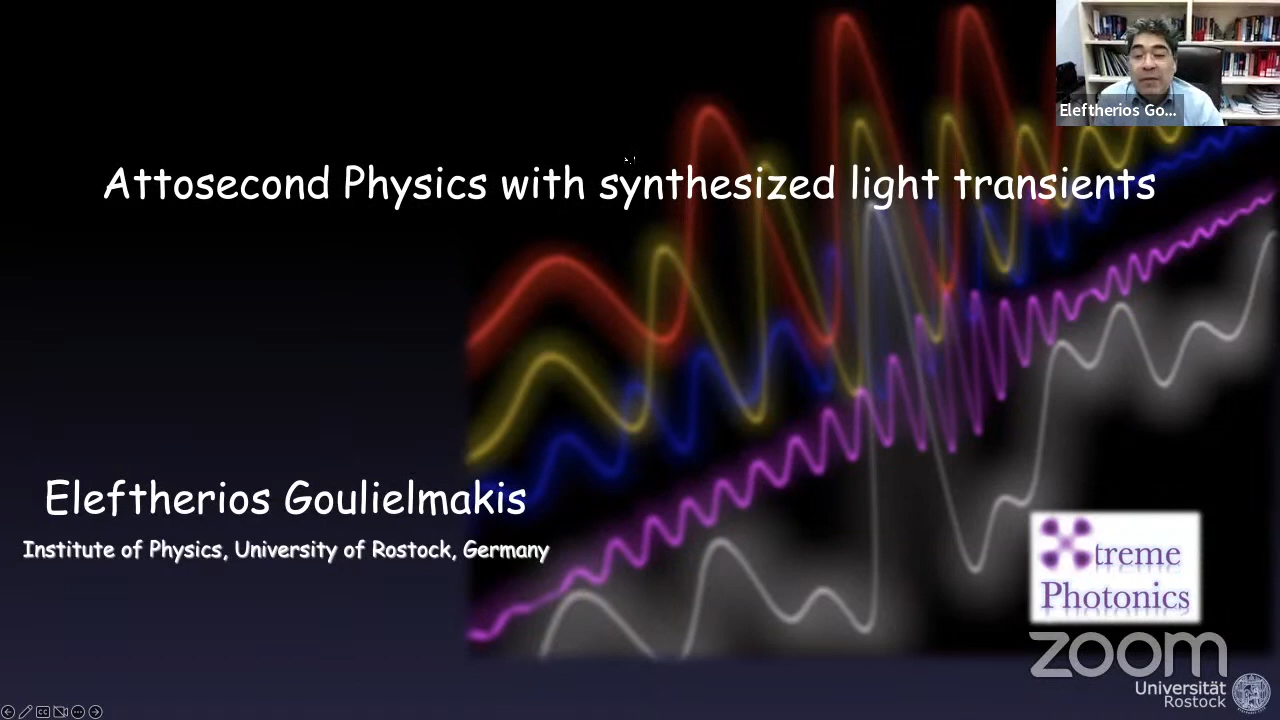 Eleftherios Go...
Attosecond Physics with synthesized light transients
Eleftherios Goulielmakis
Institute of Physics, University of Rostock, Germany
Xtreme
Photonics
zoom
Universität
Rostock